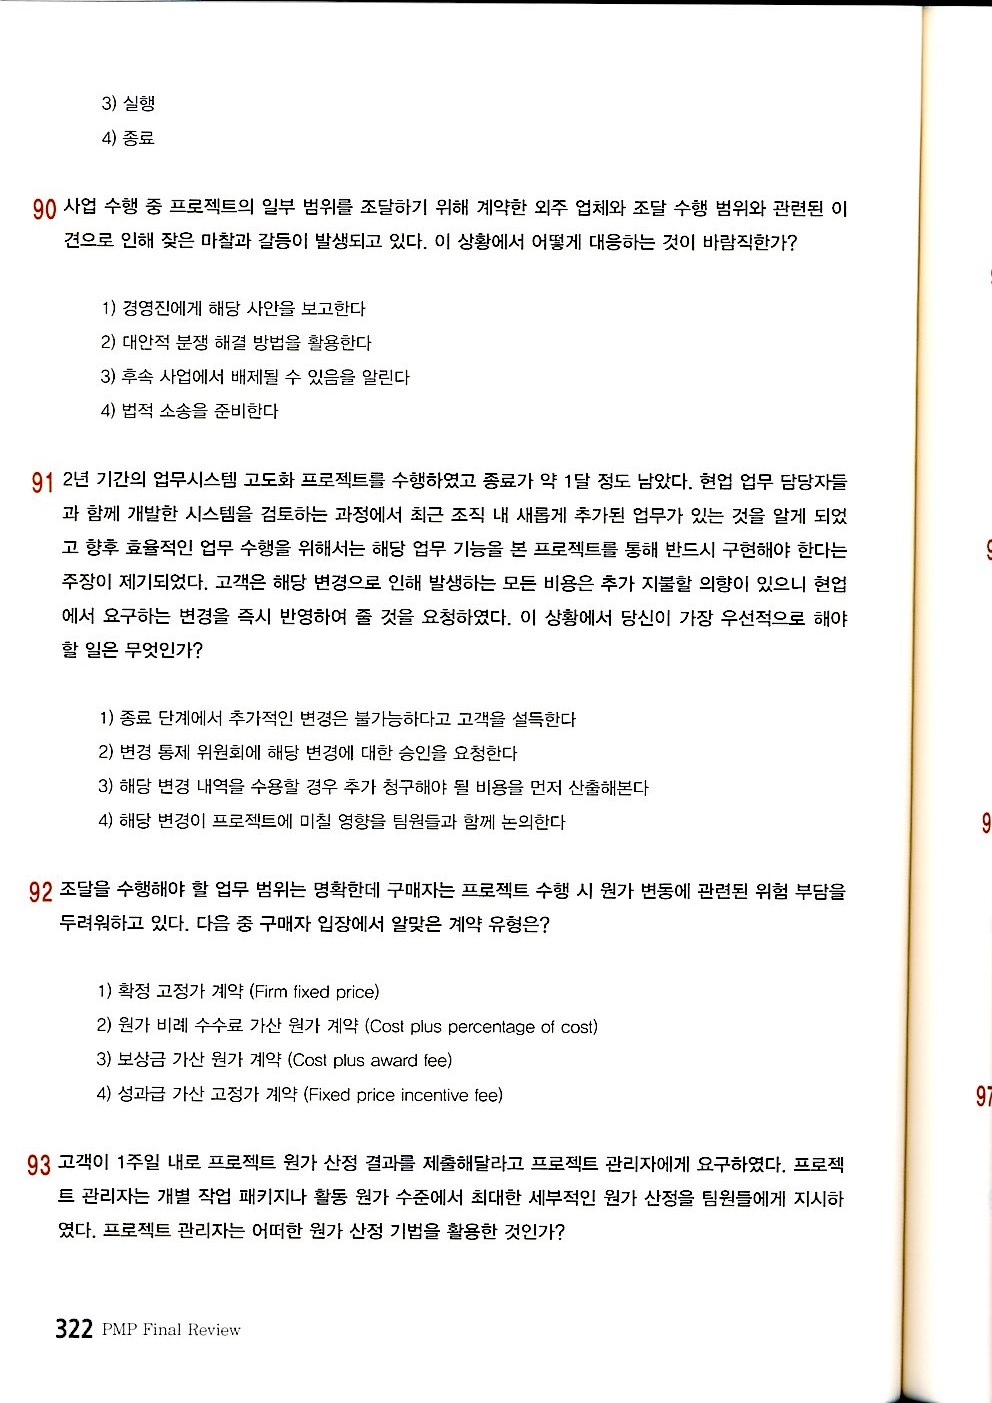 3) 실행
4) 종료
90 사업 수행 중 프로젝트의 일부 범위를 조달하기 위해 계약한 외주 업체와 조달 수행 범위와 관련된 이
견으로 인해 잦은 마찰과 갈등이 발생되고 있다. 이 상황에서 어떻게 대응하는 것이 바람직한가?
1) 경영진에게 해당 사안을 보고한다
2) 대안적 분쟁 해결 방법을 활용한다
3) 후속 사업에서 배제될 수 있음을 알린다
4) 법적 소송을 준비한다
91 2년 기간의 업무시스템 고도화 프로젝트를 수행하였고 종료가 약 1달 정도 남았다. 현업 업무 담당자들
과 함께 개발한 시스템을 검토하는 과정에서 최근 조직 내 새롭게 추가된 업무가 있는 것을 알게 되었
고 향후 효율적인 업무 수행을 위해서는 해당 업무 기능을 본 프로젝트를 통해 반드시 구현해야 한다는
주장이 제기되었다. 고객은 해당 변경으로 인해 발생하는 모든 비용은 추가 지불할 의향이 있으니 현업
에서 요구하는 변경을 즉시 반영하여 줄 것을 요청하였다. 이 상황에서 당신이 가장 우선적으로 해야
할 일은 무엇인가?
1) 종료 단계에서 추가적인 변경은 불가능하다고 고객을 설득한다
2) 변경 통제 위원회에 해당 변경에 대한 승인을 요청한다
3) 해당 변경 내역을 수용할 경우 추가 청구해야 될 비용을 먼저 산출해본다
4) 해당 변경이 프로젝트에 미칠 영향을 팀원들과 함께 논의한다
92 조달을 수행해야 할 업무 범위는 명확한데 구매자는 프로젝트 수행 시 원가 변동에 관련된 위험 부담을
두려워하고 있다. 다음 중 구매자 입장에서 알맞은 계약 유형은?
1) 확정 고정가 계약 (Firm fixed price)
2) 원가 비례 수수료 가산 원가 계약 (Cost plus percentage of cost)
3) 보상금 가산 원가 계약 (Cost plus award fee)
4) 성과급 가산 고정가 계약 (Fixed price incentive fee)
93 고객이 1주일 내로 프로젝트 원가 산정 결과를 제출해달라고 프로젝트 관리자에게 요구하였다. 프로젝
트 관리자는 개별 작업 패키지나 활동 원가 수준에서 최대한 세부적인 원가 산정을 팀원들에게 지시하
였다. 프로젝트 관리자는 어떠한 원가 산정 기법을 활용한 것인가?
322 PMP Final Review
97